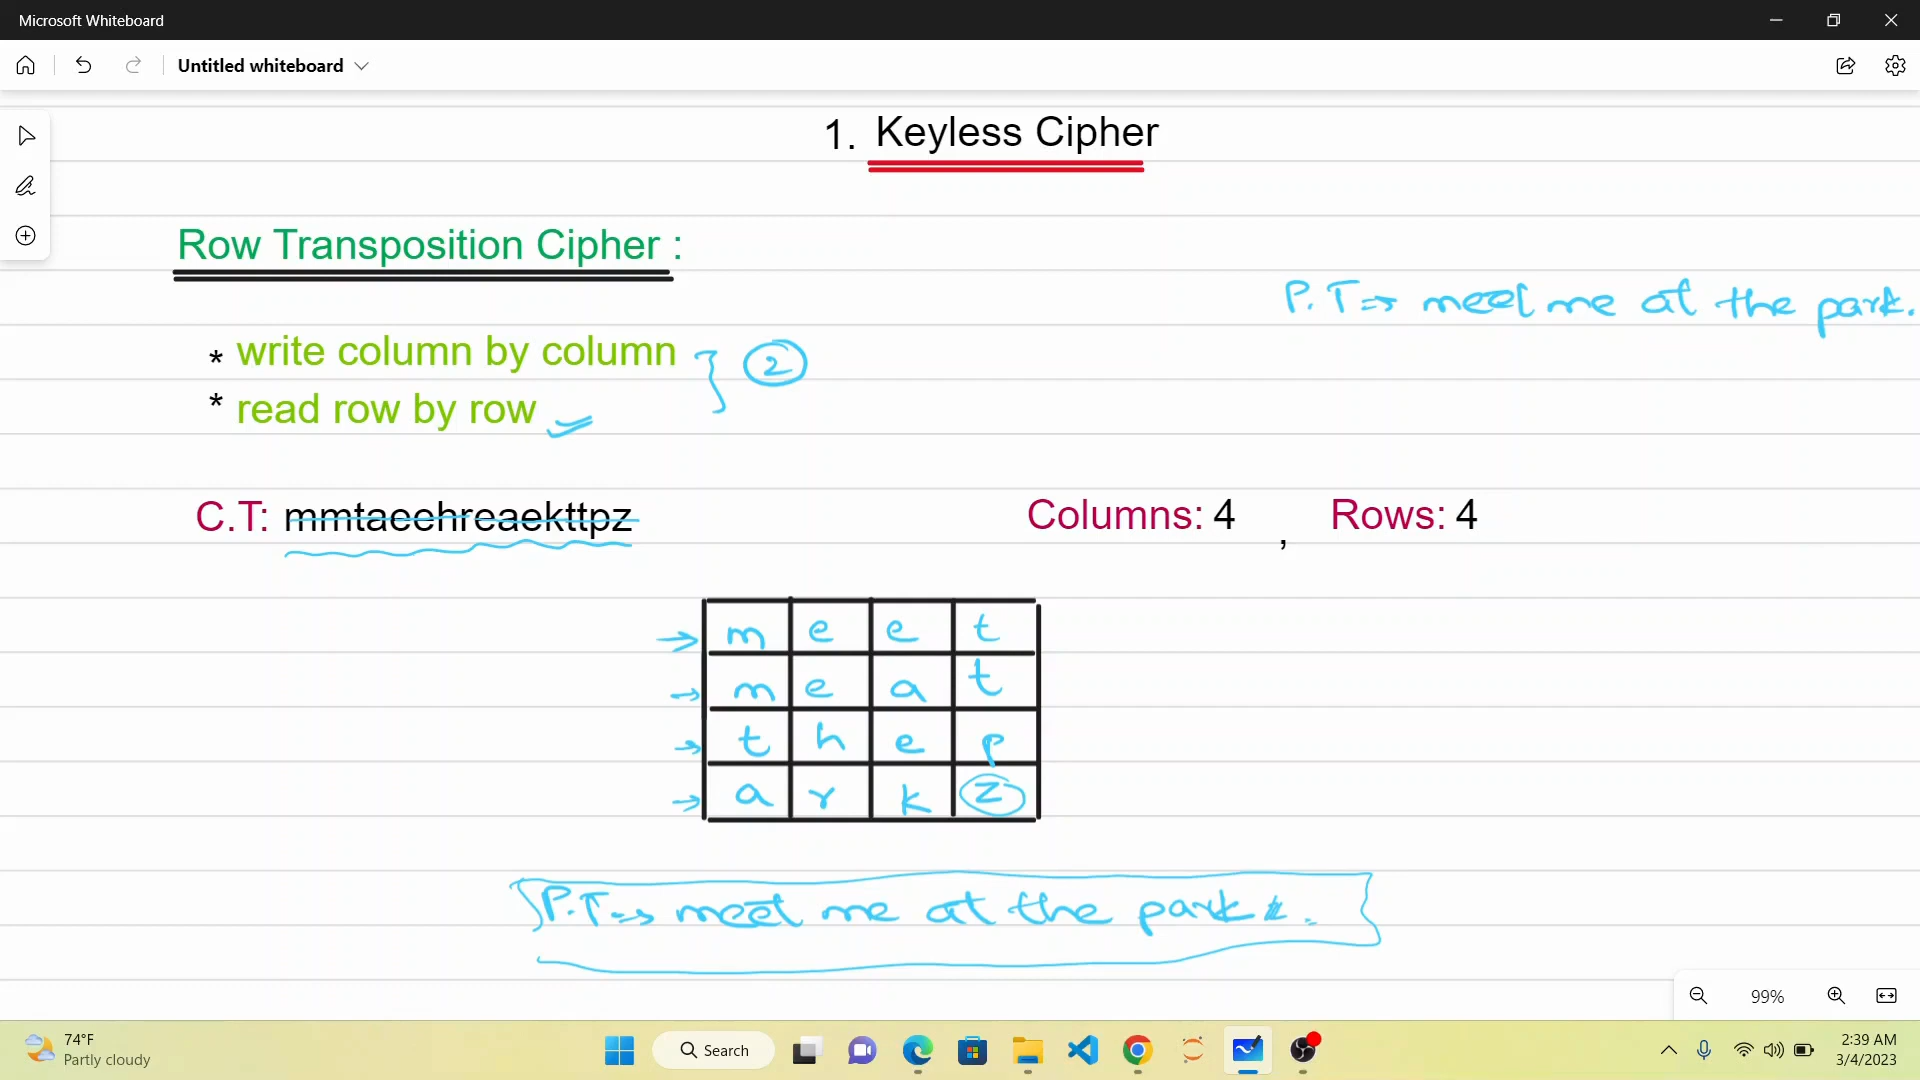 Microsoft Whiteboard
Untitled whiteboard
1. Keyless Cipher
Row Transposition Cipher :
P.T⇒ meet me at the park.
* write column by column
2
* read row by row
C.T: mmtaeehreaekttpz
Columns: 4 , Rows: 4
m e e t
m e a t
t h e p
a r k z
P.T⇒ meet me at the park z.
99%
74°F
Partly cloudy
Search
2:39 AM
3/4/2023